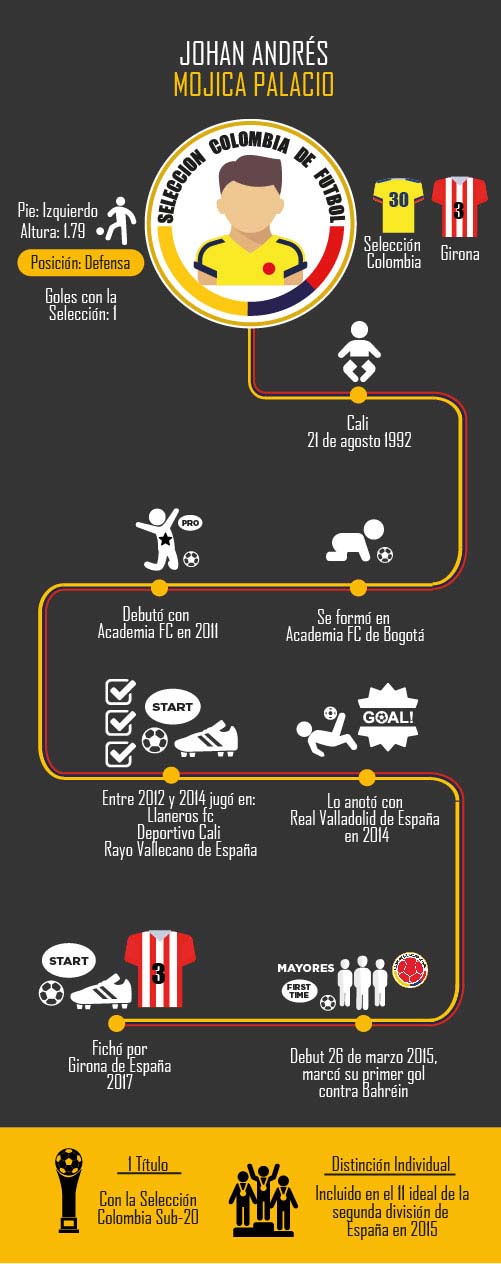 JOHAN ANDRÉS
MOJICA PALACIO
SELECCION COLOMBIA DE FUTBOL
Pie: Izquierdo
Altura: 1.79
Posición: Defensa
Goles con la
Selección: 1
30
Selección
Colombia
3
Girona
Cali
21 de agosto 1992
PRO
Debutó con
Academia FC en 2011
Se formó en
Academia FC de Bogotá
START
Entre 2012 y 2014 jugó en:
Llaneros fc
Deportivo Cali
Rayo Vallecano de España
GOAL!
Lo anotó con
Real Valladolid de España
en 2014
START
3
Fichó por
Girona de España
2017
MAYORES
FIRST
TIME
Debut 26 de marzo 2015,
marcó su primer gol
contra Bahréin
1 Título
Con la Selección
Colombia Sub-20
Distinción Individual
Incluido en el 11 ideal de la
segunda división de
España en 2015